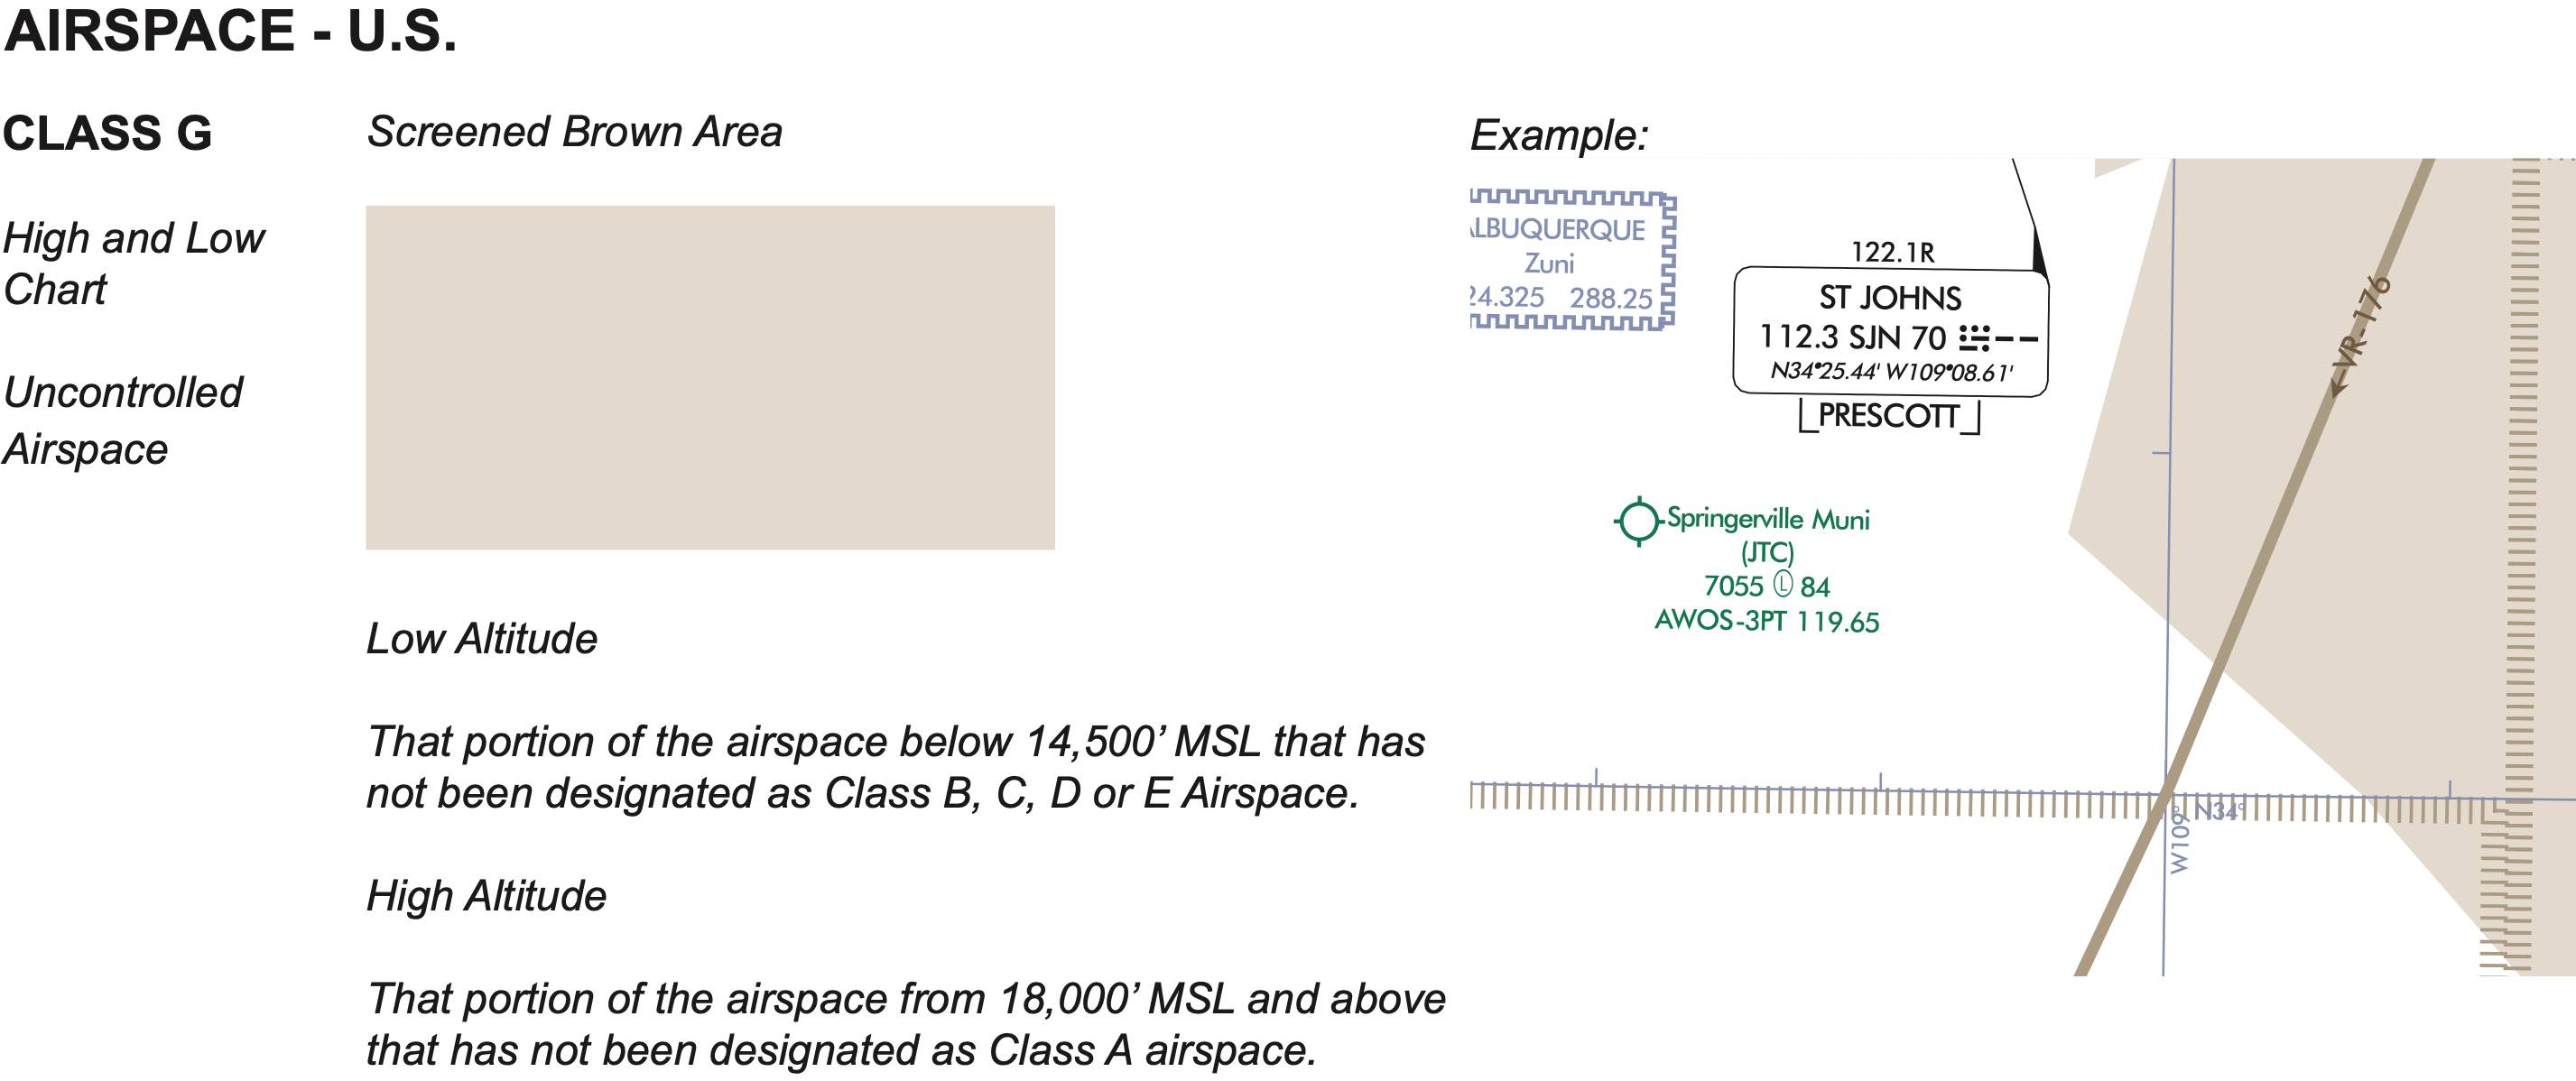 AIRSPACE - U.S.
CLASS G
High and Low
Chart
Uncontrolled
Airspace
Screened Brown Area
Low Altitude
That portion of the airspace below 14,500’ MSL that has
not been designated as Class B, C, D or E Airspace.
High Altitude
That portion of the airspace from 18,000’ MSL and above
that has not been designated as Class A airspace.
Example:
LBUQUERQUE
Zuni
24.325 288.25
122.1R
ST JOHNS
112.3 SJN 70
N34°25.44' W109°08.61'
PRESCOTT
VR-176
Springerville Muni
(JTC)
7055 Ⓛ 84
AWOS-3PT 119.65
N34°
W109°